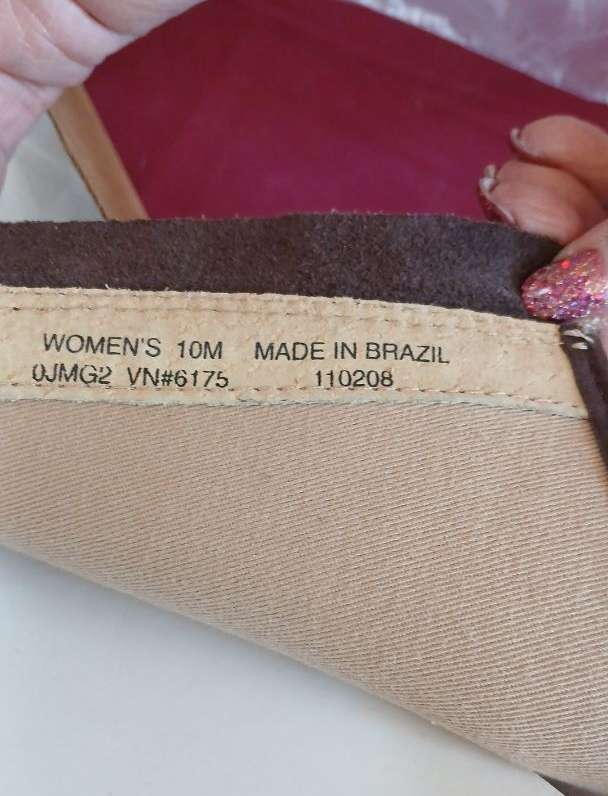 WOMEN'S 10M MADE IN BRAZIL
0JMG2 VN#6175 110208